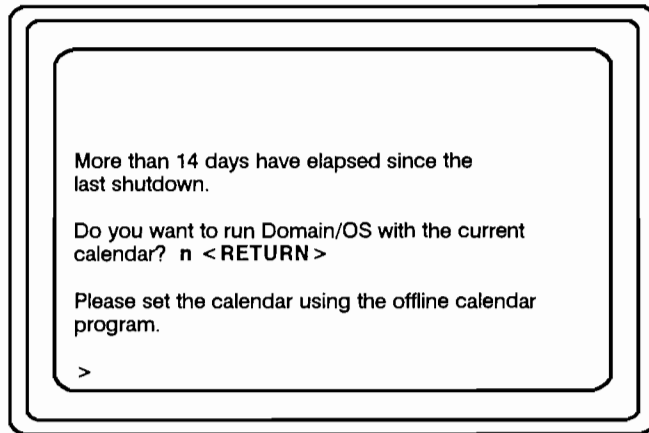 More than 14 days have elapsed since the
last shutdown.
Do you want to run Domain/OS with the current
calendar? n <RETURN>
Please set the calendar using the offline calendar
program.
>